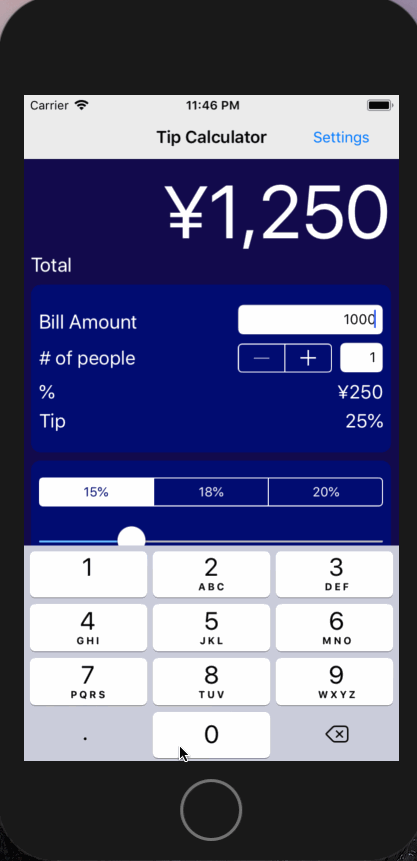 Carrier 11:46 PM
Tip Calculator Settings
¥1,250
Total
Bill Amount 1000
# of people 1
% ¥250
Tip 25%
15% 18% 20%
1 2 3
ABC DEF
4 5 6
GHI JKL MNO
7 8 9
PQRS TUV WXYZ
. 0